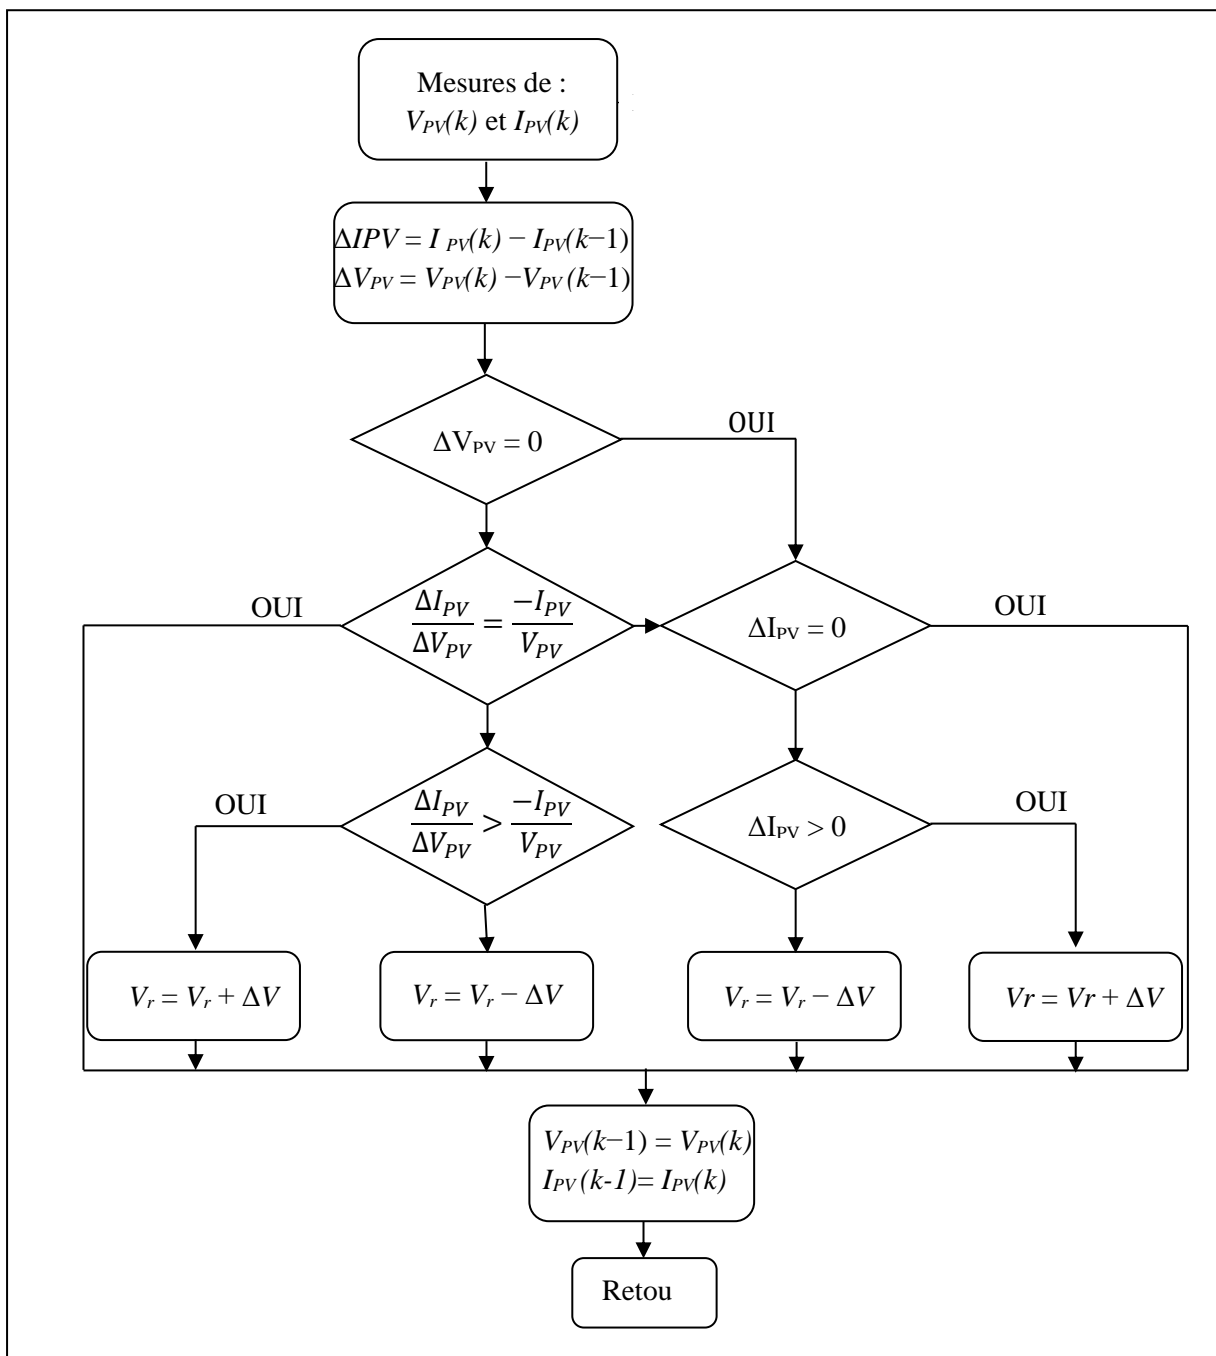 Mesures de :
V_PV(k) et I_PV(k)
ΔIPV = I_PV(k) − I_PV(k−1)
ΔV_PV = V_PV(k) −V_PV(k−1)
ΔV_PV = 0
OUI
OUI
ΔI_PV/ΔV_PV = −I_PV/V_PV
ΔI_PV = 0
OUI
OUI
ΔI_PV/ΔV_PV > −I_PV/V_PV
ΔI_PV > 0
OUI
V_r = V_r + ΔV
V_r = V_r − ΔV
V_r = V_r − ΔV
Vr = Vr + ΔV
V_PV(k−1) = V_PV(k)
I_PV(k-1)= I_PV(k)
Retou